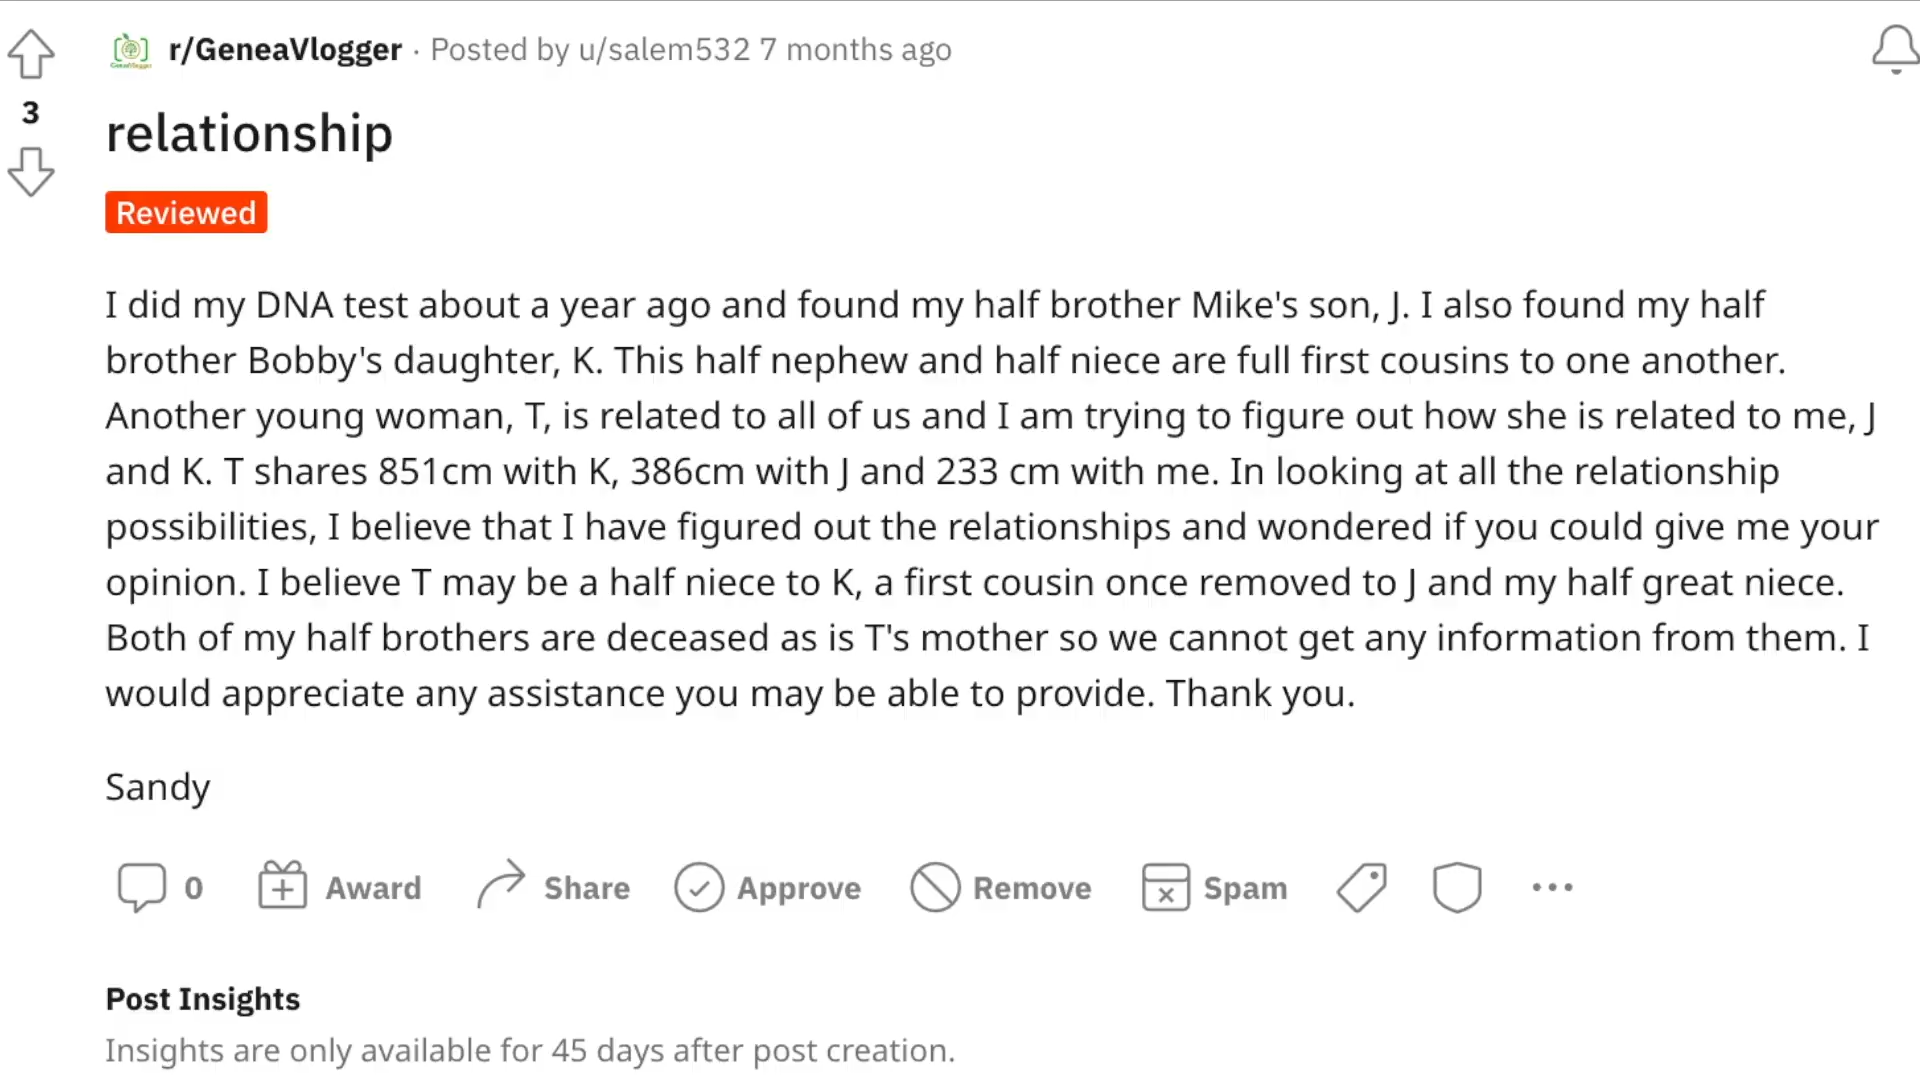 r/GeneaVlogger · Posted by u/salem532 7 months ago
3
relationship
Reviewed
I did my DNA test about a year ago and found my half brother Mike's son, J. I also found my half
brother Bobby's daughter, K. This half nephew and half niece are full first cousins to one another.
Another young woman, T, is related to all of us and I am trying to figure out how she is related to me, J
and K. T shares 851cm with K, 386cm with J and 233 cm with me. In looking at all the relationship
possibilities, I believe that I have figured out the relationships and wondered if you could give me your
opinion. I believe T may be a half niece to K, a first cousin once removed to J and my half great niece.
Both of my half brothers are deceased as is T's mother so we cannot get any information from them. I
would appreciate any assistance you may be able to provide. Thank you.
Sandy
0 Award Share Approve Remove Spam
Post Insights
Insights are only available for 45 days after post creation.